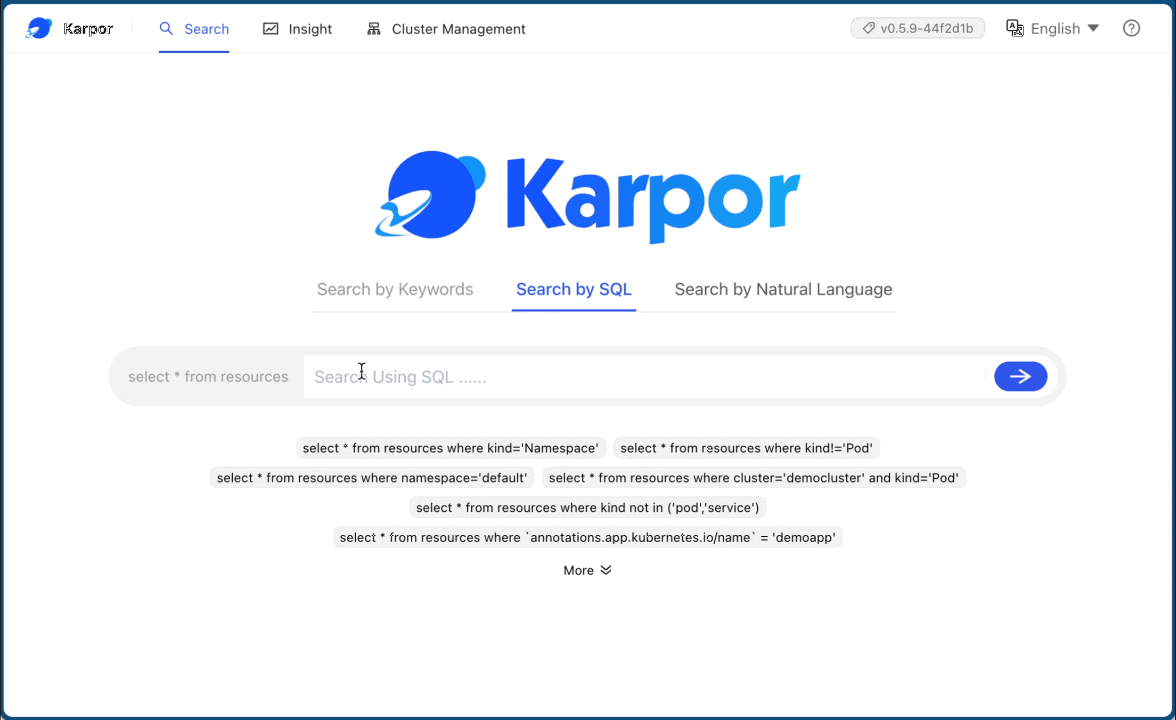 Karpor Search Insight Cluster Management v0.5.9-44f2d1b English
Karpor
Search by Keywords Search by SQL Search by Natural Language
select * from resources Search Using SQL ......
select * from resources where kind='Namespace' select * from resources where kind!='Pod'
select * from resources where namespace='default' select * from resources where cluster='democluster' and kind='Pod'
select * from resources where kind not in ('pod','service')
select * from resources where `annotations.app.kubernetes.io/name` = 'demoapp'
More